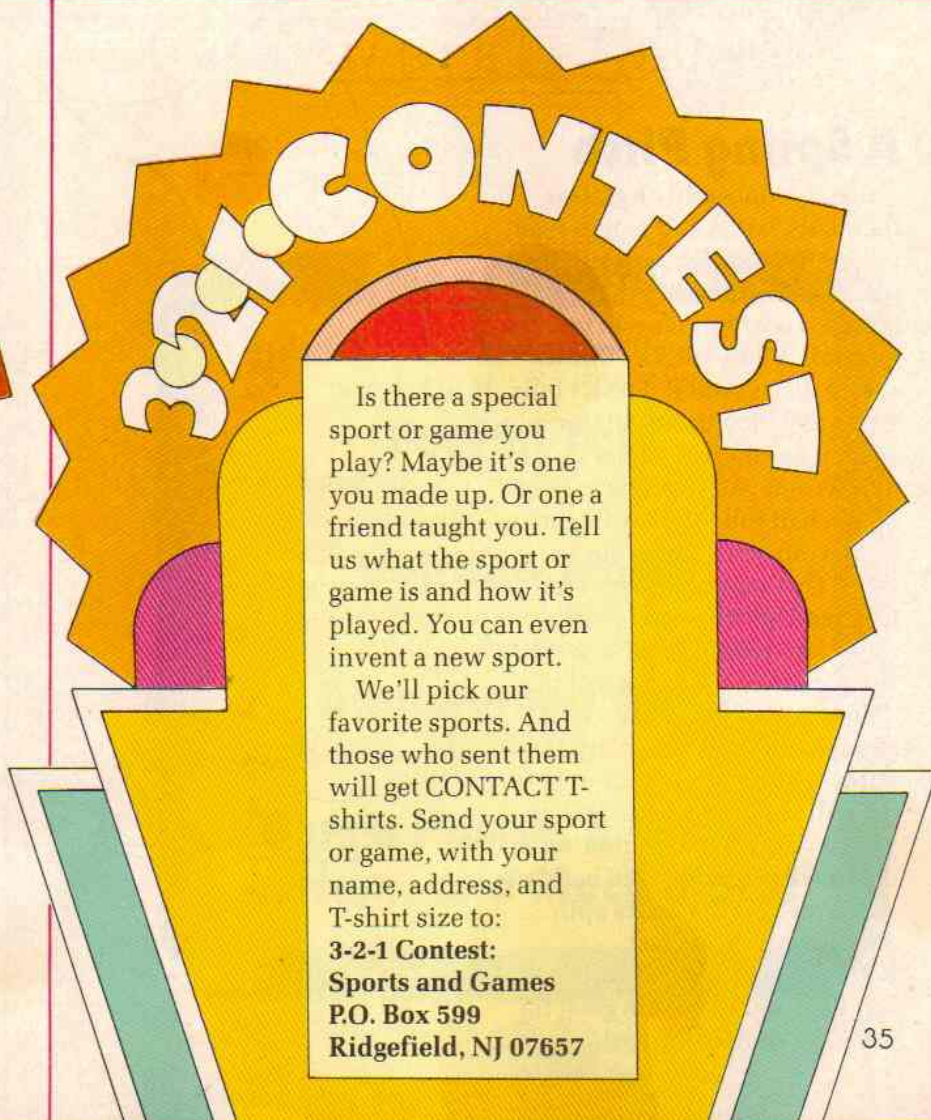 3·2·1·CONTEST
Is there a special
sport or game you
play? Maybe it's one
you made up. Or one a
friend taught you. Tell
us what the sport or
game is and how it's
played. You can even
invent a new sport.
We'll pick our
favorite sports. And
those who sent them
will get CONTACT T-
shirts. Send your sport
or game, with your
name, address, and
T-shirt size to:
3-2-1 Contest:
Sports and Games
P.O. Box 599
Ridgefield, NJ 07657
35